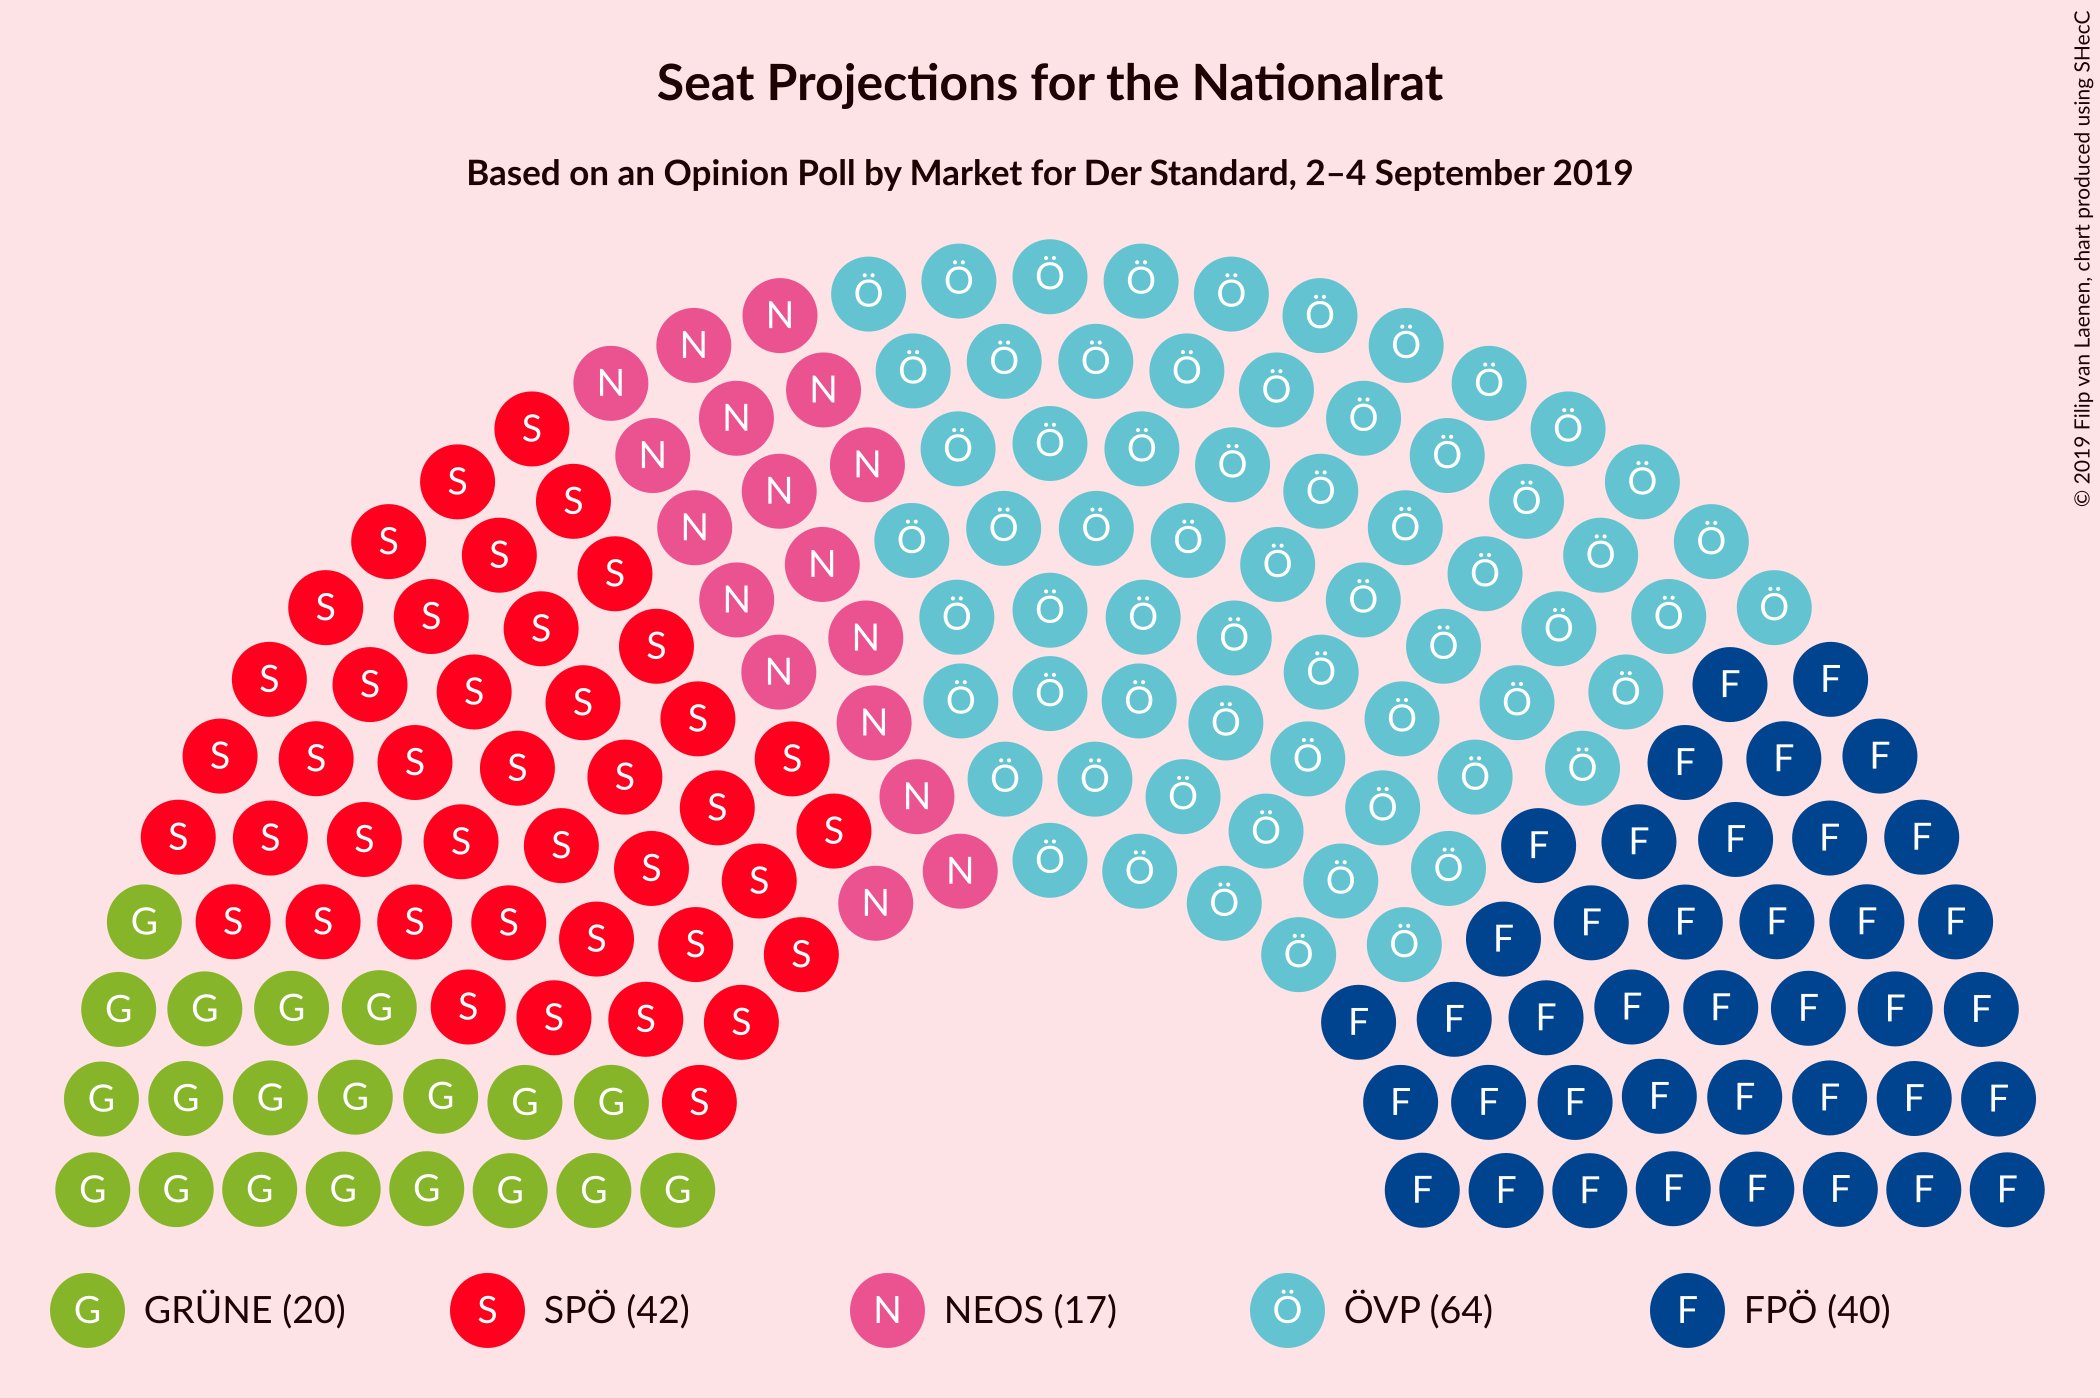 Seat Projections for the Nationalrat
Based on an Opinion Poll by Market for Der Standard, 2–4 September 2019
© 2019 Filip van Laenen, chart produced using SHecC
G GRÜNE (20)
S SPÖ (42)
N NEOS (17)
Ö ÖVP (64)
F FPÖ (40)